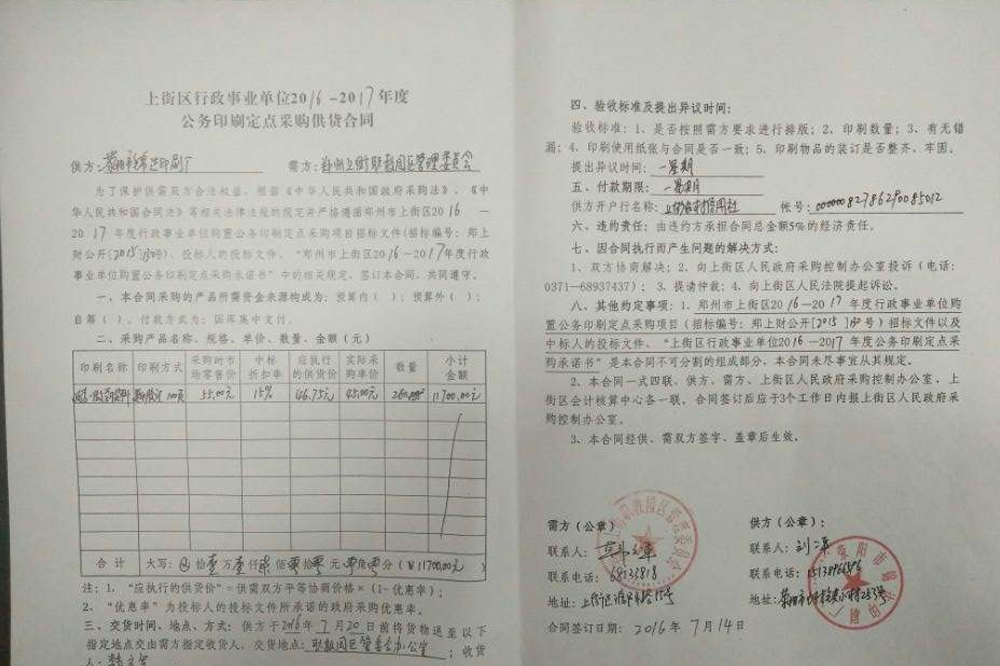 上街区行政事业单位2016-2017年度
公务印刷定点采购供货合同
供方: 印刷厂 需方: 郑州上街职教园区管理委员会
为了保护供需双方合法权益、根据《中华人民共和国政府采购法》、《中
华人民共和国合同法》等相关法律法规的规定并严格遵循郑州市上街区2016 —
2017年度行政事业单位购置公务印刷定点采购项目招标文件(招标编号: 郑上
财公开[2015]30号)、投标人的投标文件、“郑州市上街区2016-2017年度行政
事业单位购置公务印刷定点采购承诺书”中的相关规定、签订本合同、共同遵守。
一、本合同采购的产品所需资金来源构成为: 预算内( ); 预算外( );
自筹( )。付款方式为: 国库集中支付。
二、采购产品名称、规格、单价、数量、金额(元)
印刷名称 印刷方式 采购时市场零售价 中标折扣率 应执行的供货价 实际采购单价 数量 小计金额
55.00元 15% 46.75元 45.00元 260 11700.00元
合计 大写: 拾壹万壹仟柒佰零拾零元零角零分(¥11700.00元)
注: 1、“应执行的供货价”=供需双方平等协商价格×(1-优惠率);
2、“优惠率”为投标人的投标文件所承诺的政府采购优惠率。
三、交货时间、地点、方式: 供方于2016年7月20日前将货物送至以下
指定地点交由需方指定收货人, 交货地点: 职教园区管委会办公室; 收货
人:
四、验收标准及提出异议时间:
验收标准: 1、是否按照需方要求进行排版; 2、印刷数量; 3、有无错
漏; 4、印刷使用纸张与合同是否一致; 5、印刷物品的装订是否整齐、牢固。
提出异议时间: 一星期
五、付款期限: 一星期
供方开户行名称: 上街农村信用社 帐号: 00000082786290085012
六、违约责任: 由违约方承担合同总金额5%的经济责任。
七、因合同执行而产生问题的解决方式:
1、双方协商解决; 2、向上街区人民政府采购控制办公室投诉(电话:
0371—68937437); 3、提请仲裁; 4、向上街区人民法院提起诉讼。
八、其他约定事项: 1、郑州市上街区2016—2017年度行政事业单位购
置公务印刷定点采购项目(招标编号: 郑上财公开[2015]30号)招标文件以及
中标人的投标文件、“上街区行政事业单位2016—2017年度公务印刷定点采
购承诺书”是本合同不可分割的组成部分、本合同未尽事宜从其规定。
2、本合同一式四联、供方、需方、上街区人民政府采购控制办公室、上
街区会计核算中心各一联。合同签订后应于3个工作日内报上街区人民政府采
购控制办公室。
3、本合同经供、需双方签字、盖章后生效。
需方(公章) 供方(公章):
联系人: 联系人:
联系电话: 68133818 联系电话:
地址: 上街区 15号 地址: 荥阳市
合同签订日期: 2016年7月14日